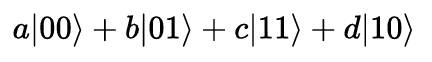 a|00⟩ + b|01⟩ + c|11⟩ + d|10⟩